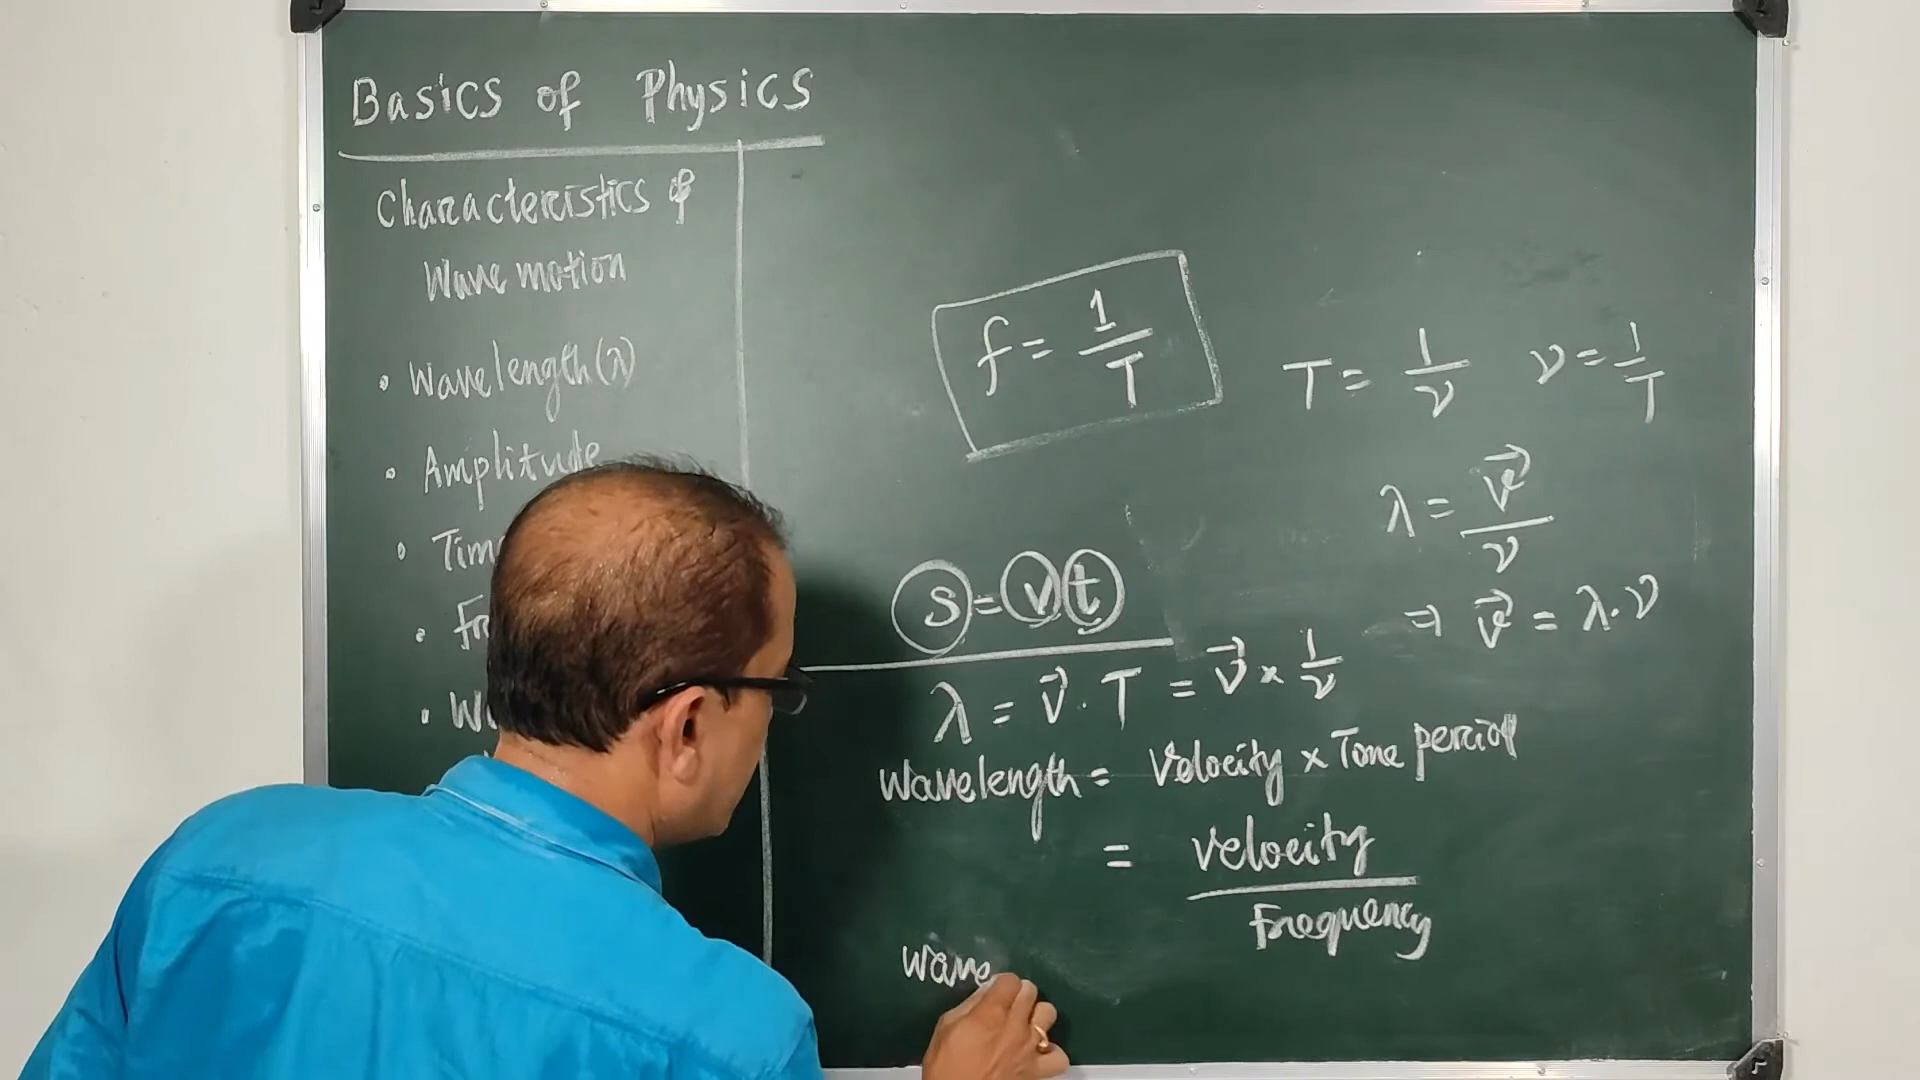 Basics of Physics
Characteristics of
Wave motion
• Wavelength (λ)
• Amplitude
•
•
•
f = 1/T
T = 1/ν ν = 1/T
λ = v⃗/ν
⇒ v⃗ = λ.ν
s = vt
λ = v⃗ . T = v⃗ × 1/ν
Wavelength = Velocity × Time period
= Velocity / Frequency
Wave